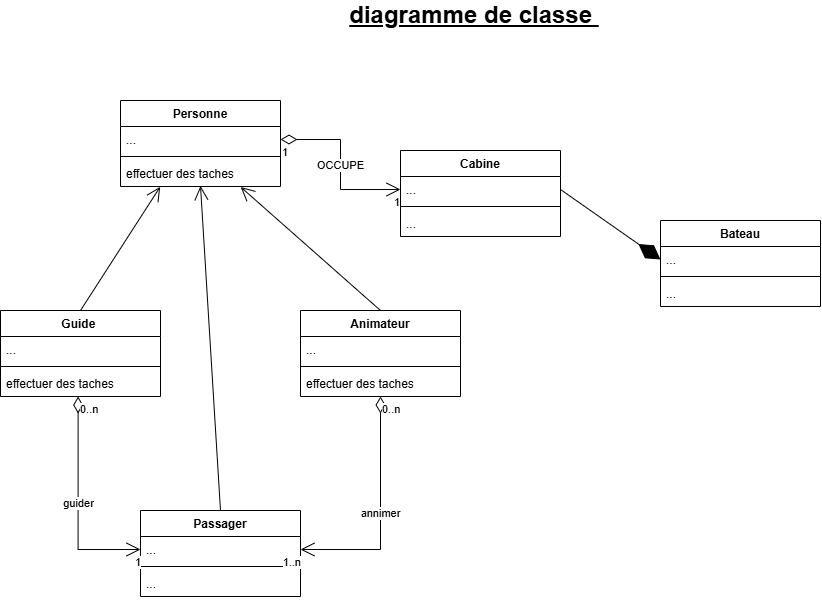 diagramme de classe
Personne
...
effectuer des taches
1
OCCUPE
1
Cabine
...
...
Bateau
...
...
Guide
...
effectuer des taches
0..n
Animateur
...
effectuer des taches
0..n
guider
annimer
Passager
...
1
1..n
...